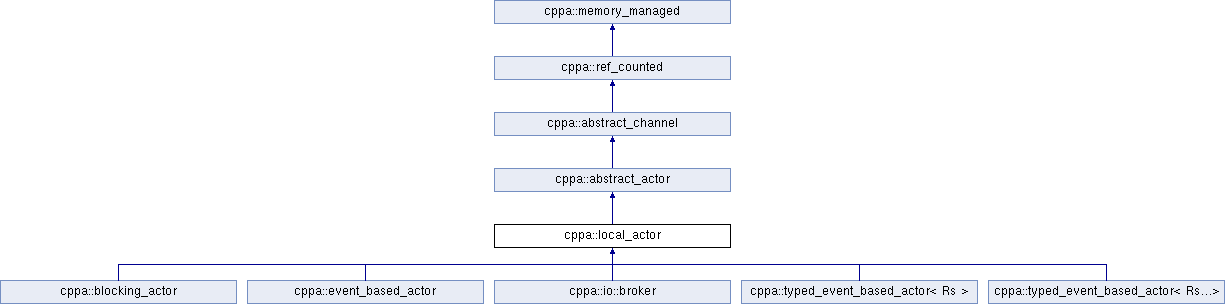 cppa::memory_managed
cppa::ref_counted
cppa::abstract_channel
cppa::abstract_actor
cppa::local_actor
cppa::blocking_actor
cppa::event_based_actor
cppa::io::broker
cppa::typed_event_based_actor< Rs >
cppa::typed_event_based_actor< Rs...>